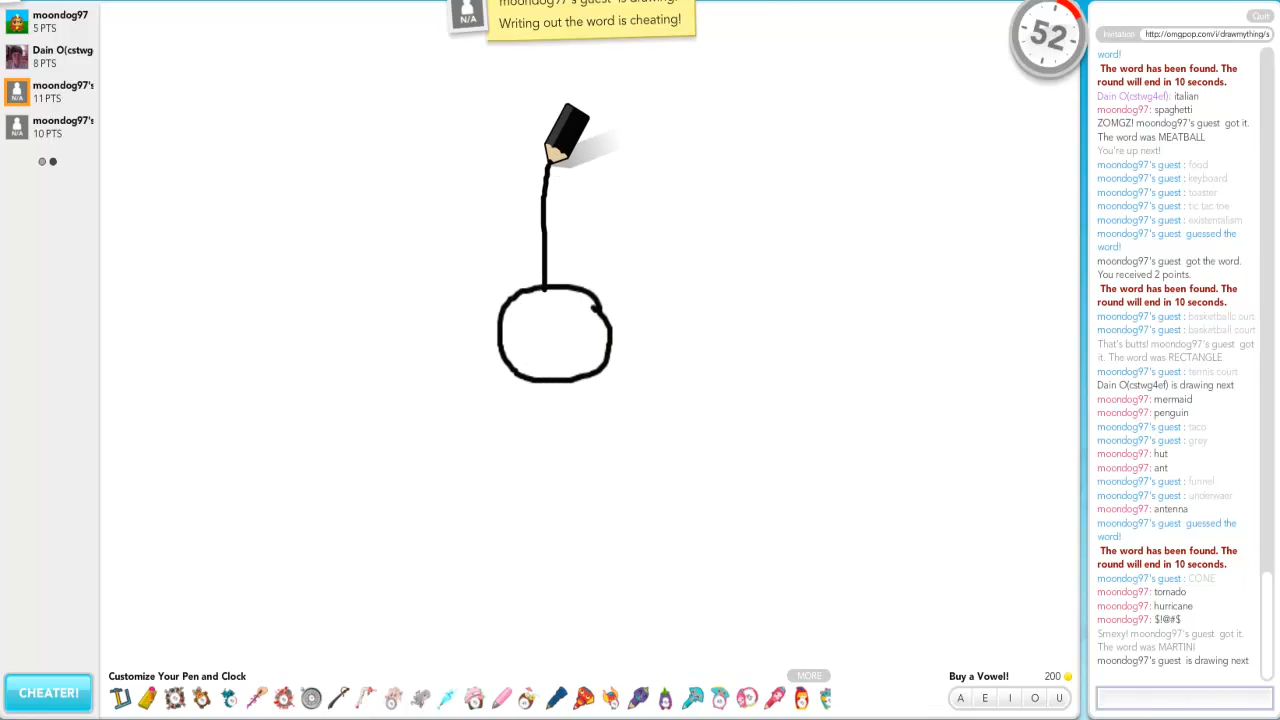 moondog97's guest is drawing!
Writing out the word is cheating!
N/A
52
moondog97
5 PTS
Dain O(cstwg
8 PTS
moondog97's
11 PTS
N/A
moondog97's
10 PTS
N/A
Quit
Invitation http://omgpop.com/i/drawmything/s
word!
The word has been found. The
round will end in 10 seconds.
Dain O(cstwg4ef): italian
moondog97: spaghetti
ZOMGZ! moondog97's guest got it.
The word was MEATBALL
You're up next!
moondog97's guest : food
moondog97's guest : keyboard
moondog97's guest : toaster
moondog97's guest : tic tac toe
moondog97's guest : existentialism
moondog97's guest guessed the
word!
moondog97's guest got the word.
You received 2 points.
The word has been found. The
round will end in 10 seconds.
moondog97's guest : basketballc ourt
moondog97's guest : basketball court
That's butts! moondog97's guest got
it. The word was RECTANGLE
moondog97's guest : tennis court
Dain O(cstwg4ef) is drawing next
moondog97: mermaid
moondog97: penguin
moondog97's guest : taco
moondog97's guest : grey
moondog97: hut
moondog97: ant
moondog97's guest : funnel
moondog97's guest : underwaer
moondog97: antenna
moondog97's guest guessed the
word!
The word has been found. The
round will end in 10 seconds.
moondog97's guest : CONE
moondog97: tornado
moondog97: hurricane
moondog97: $!@#$
Smexy! moondog97's guest got it.
The word was MARTINI
moondog97's guest is drawing next
CHEATER!
Customize Your Pen and Clock
MORE
Buy a Vowel! 200
A E I O U